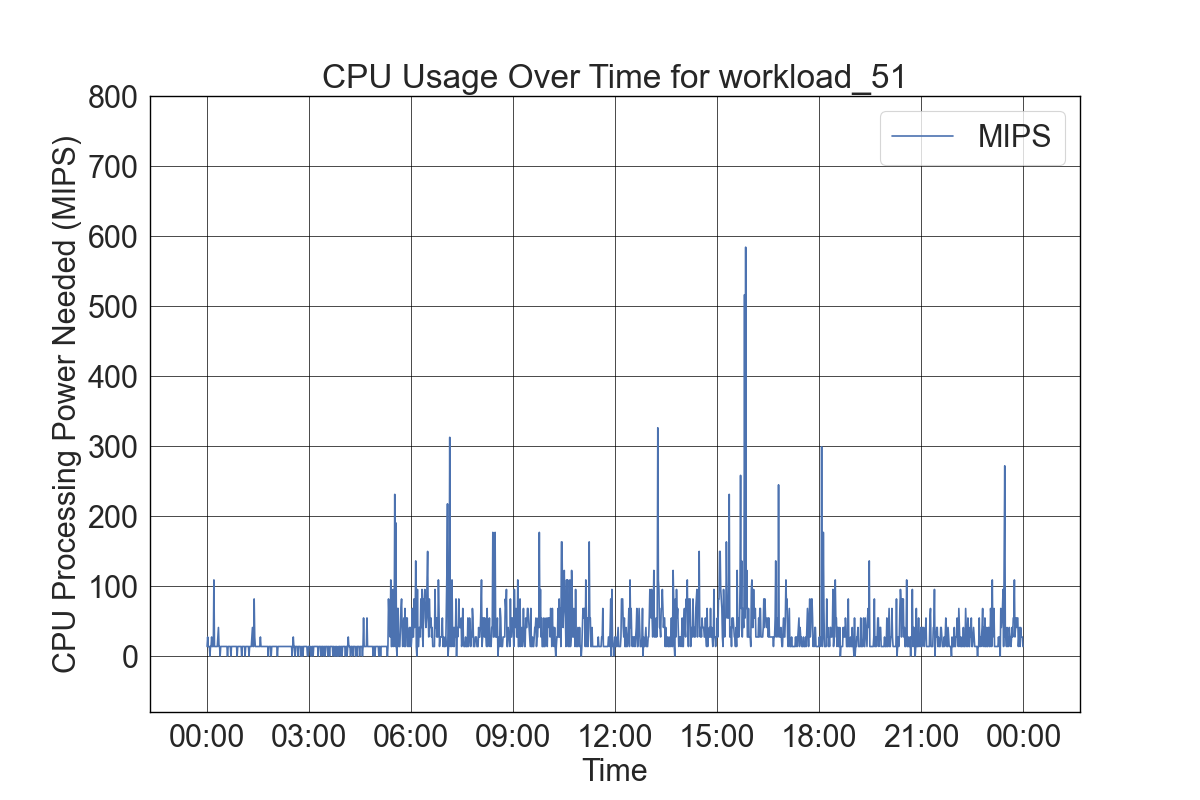 CPU Usage Over Time for workload_51
MIPS
CPU Processing Power Needed (MIPS)
800
700
600
500
400
300
200
100
0
00:00 03:00 06:00 09:00 12:00 15:00 18:00 21:00 00:00
Time